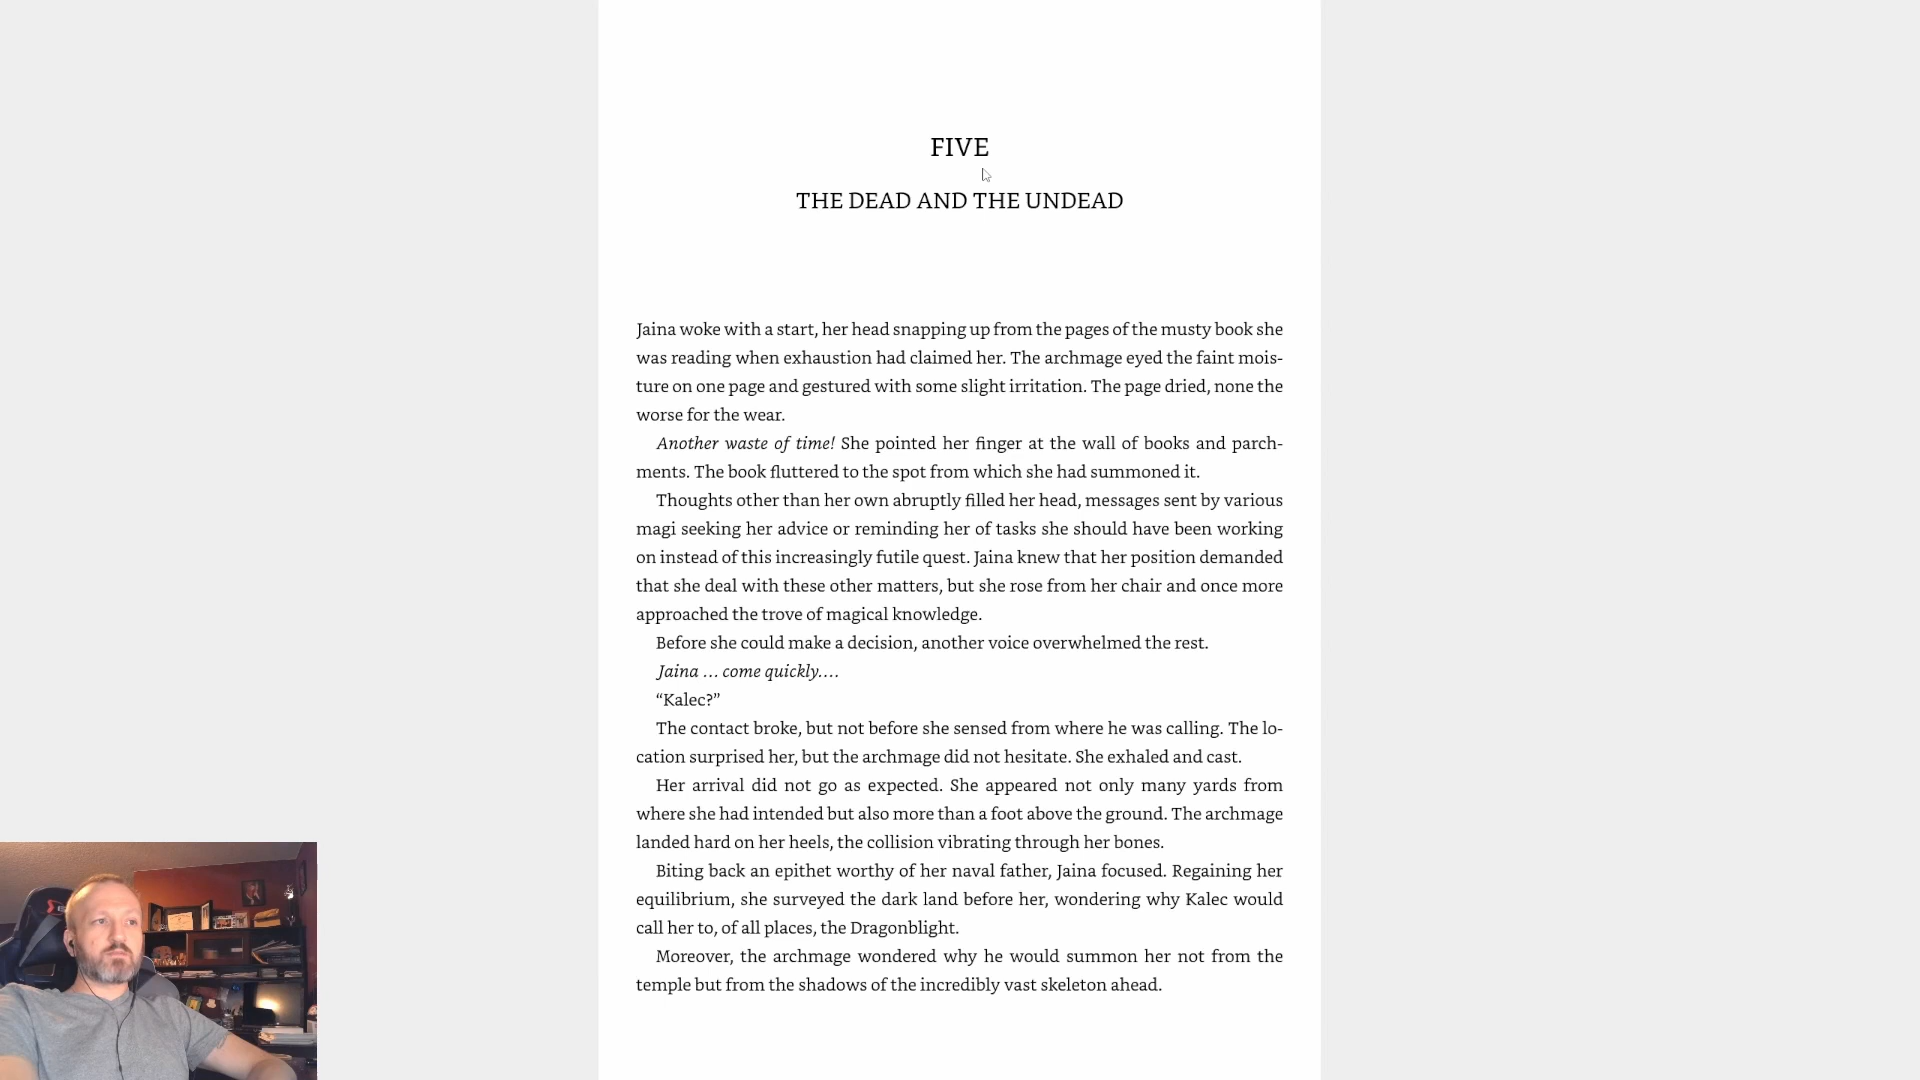 FIVE
THE DEAD AND THE UNDEAD
Jaina woke with a start, her head snapping up from the pages of the musty book she
was reading when exhaustion had claimed her. The archmage eyed the faint mois-
ture on one page and gestured with some slight irritation. The page dried, none the
worse for the wear.
Another waste of time! She pointed her finger at the wall of books and parch-
ments. The book fluttered to the spot from which she had summoned it.
Thoughts other than her own abruptly filled her head, messages sent by various
magi seeking her advice or reminding her of tasks she should have been working
on instead of this increasingly futile quest. Jaina knew that her position demanded
that she deal with these other matters, but she rose from her chair and once more
approached the trove of magical knowledge.
Before she could make a decision, another voice overwhelmed the rest.
Jaina … come quickly.…
“Kalec?”
The contact broke, but not before she sensed from where he was calling. The lo-
cation surprised her, but the archmage did not hesitate. She exhaled and cast.
Her arrival did not go as expected. She appeared not only many yards from
where she had intended but also more than a foot above the ground. The archmage
landed hard on her heels, the collision vibrating through her bones.
Biting back an epithet worthy of her naval father, Jaina focused. Regaining her
equilibrium, she surveyed the dark land before her, wondering why Kalec would
call her to, of all places, the Dragonblight.
Moreover, the archmage wondered why he would summon her not from the
temple but from the shadows of the incredibly vast skeleton ahead.